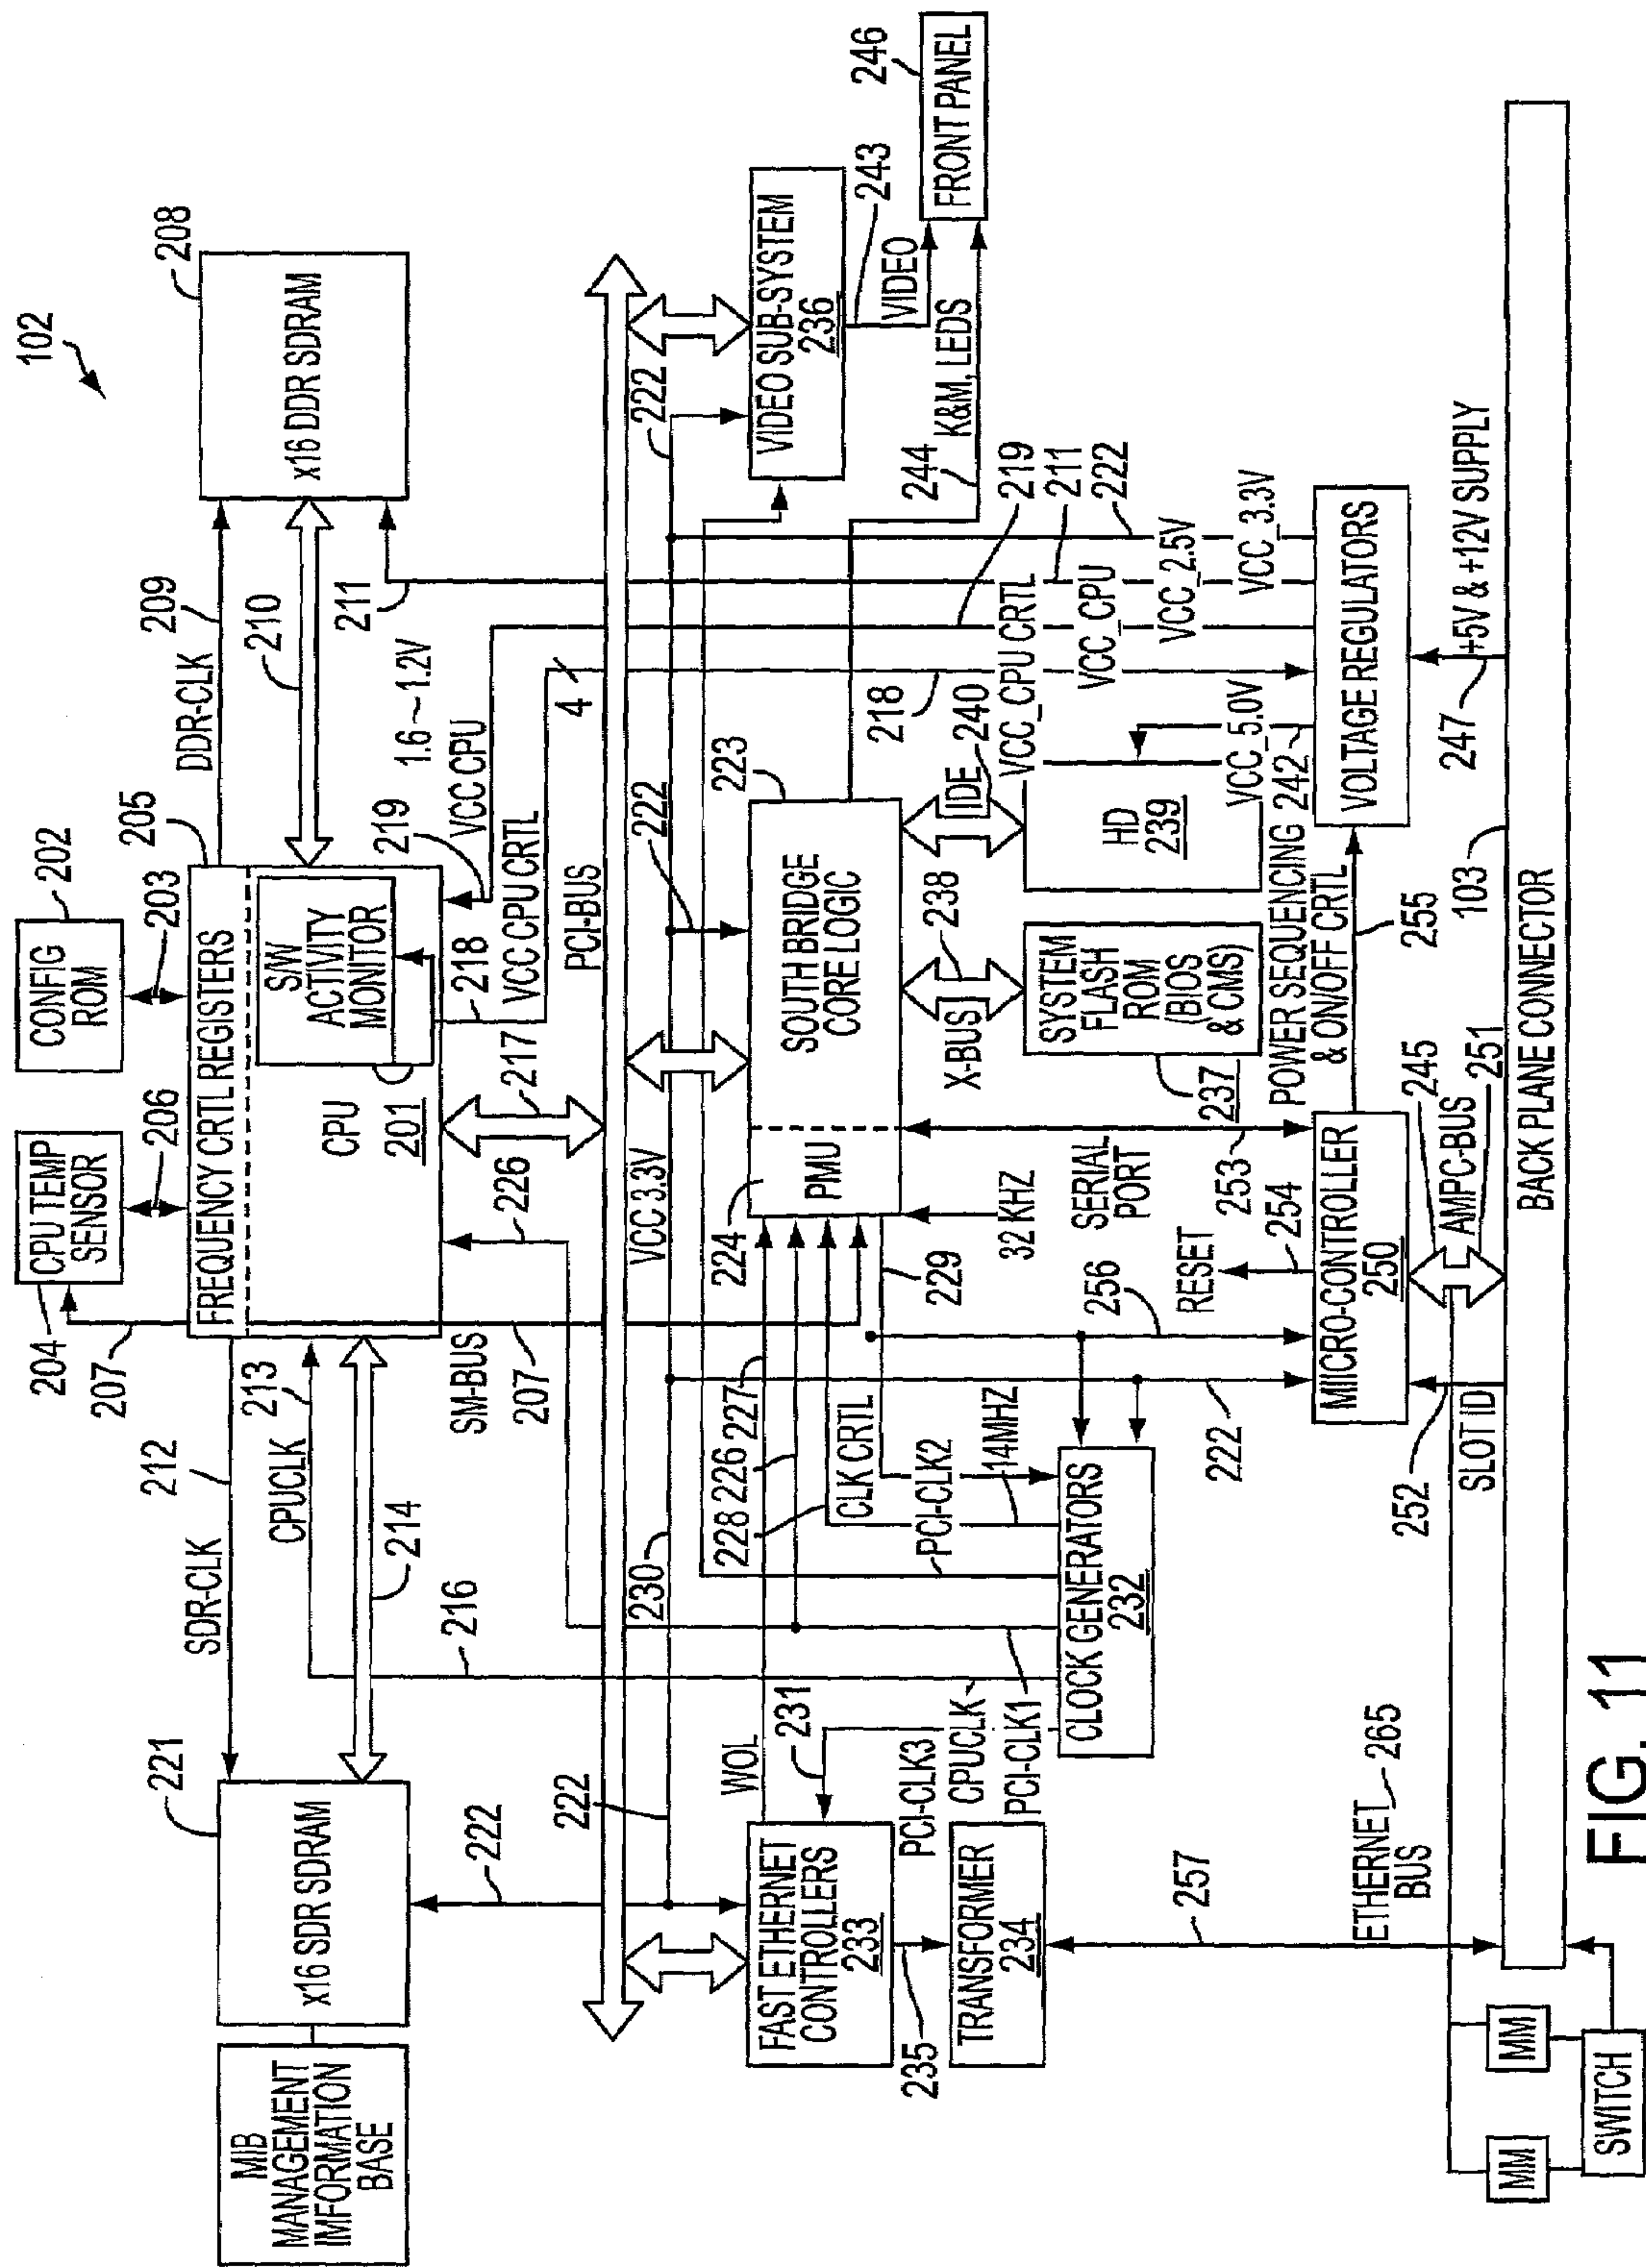 102
MIB
MANAGEMENT
IMFORMATION
BASE
x16 SDR SDRAM
221
222
SDR-CLK
212
CPUCLK
213
214
216
207
204
CPU TEMP
SENSOR
206
CONFIG
ROM
202
203
205
FREQUENCY CRTL REGISTERS
S/W
ACTIVITY
MONITOR
CPU
201
DDR-CLK
209
210
x16 DDR SDRAM
208
211
1.6~1.2V
VCC CPU
219
218
VCC CPU CRTL
4
217
226
SM-BUS
207
PCI-BUS
222
230
VCC 3.3V
222
222
FAST ETHERNET
CONTROLLERS
233
WOL
231
227
226
228
CLK CRTL
PCI-CLK2
14MHZ
229
32 KHZ
224
PMU
SOUTH BRIDGE
CORE LOGIC
223
VIDEO SUB-SYSTEM
236
243
VIDEO
246
FRONT PANEL
K&M, LEDS
244
219
211
222
235
TRANSFORMER
234
PCI-CLK3
CPUCLK
PCI-CLK1
CLOCK GENERATORS
232
256
222
SERIAL
PORT
253
RESET
254
X-BUS
238
SYSTEM
FLASH
ROM
(BIOS
& CMS)
237
IDE
240
HD
239
218
VCC_CPU CRTL
VCC_CPU
VCC_2.5V
VCC_3.3V
VCC_5.0V
242
POWER SEQUENCING
& ON/OFF CRTL
255
VOLTAGE REGULATORS
MIICRO-CONTROLLER
250
257
ETHERNET
BUS
265
252
SLOT ID
245
AMPC-BUS
251
103
247
+5V & +12V SUPPLY
BACK PLANE CONNECTOR
MM
MM
SWITCH
FIG. 11